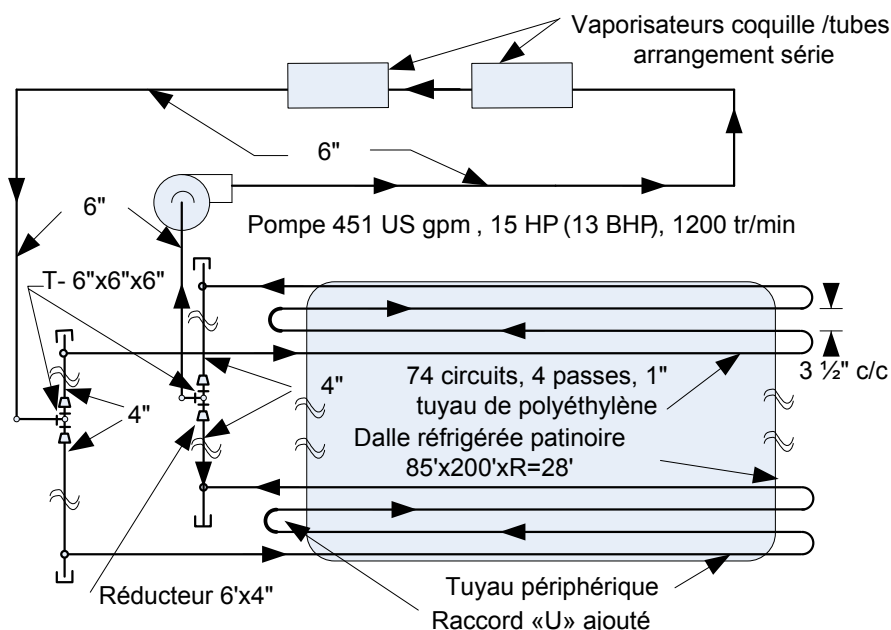 Vaporisateurs coquille /tubes
arrangement série
6"
6"
Pompe 451 US gpm , 15 HP (13 BHP), 1200 tr/min
T- 6"x6"x6"
4"
4"
3 ½" c/c
74 circuits, 4 passes, 1"
tuyau de polyéthylène
Dalle réfrigérée patinoire
85'x200'xR=28'
Réducteur 6'x4"
Tuyau périphérique
Raccord «U» ajouté